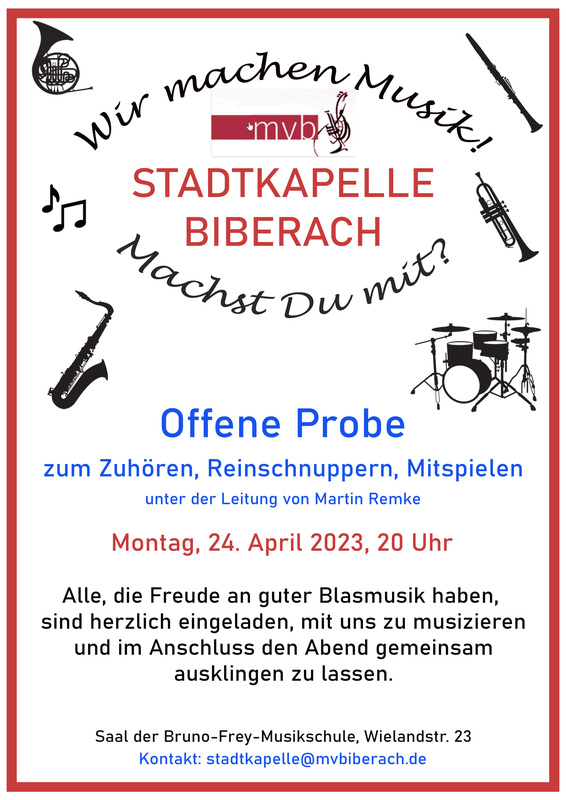 Wir machen Musik!
mvb
STADTKAPELLE
BIBERACH
Machst Du mit?
Offene Probe
zum Zuhören, Reinschnuppern, Mitspielen
unter der Leitung von Martin Remke
Montag, 24. April 2023, 20 Uhr
Alle, die Freude an guter Blasmusik haben,
sind herzlich eingeladen, mit uns zu musizieren
und im Anschluss den Abend gemeinsam
ausklingen zu lassen.
Saal der Bruno-Frey-Musikschule, Wielandstr. 23
Kontakt: stadtkapelle@mvbiberach.de